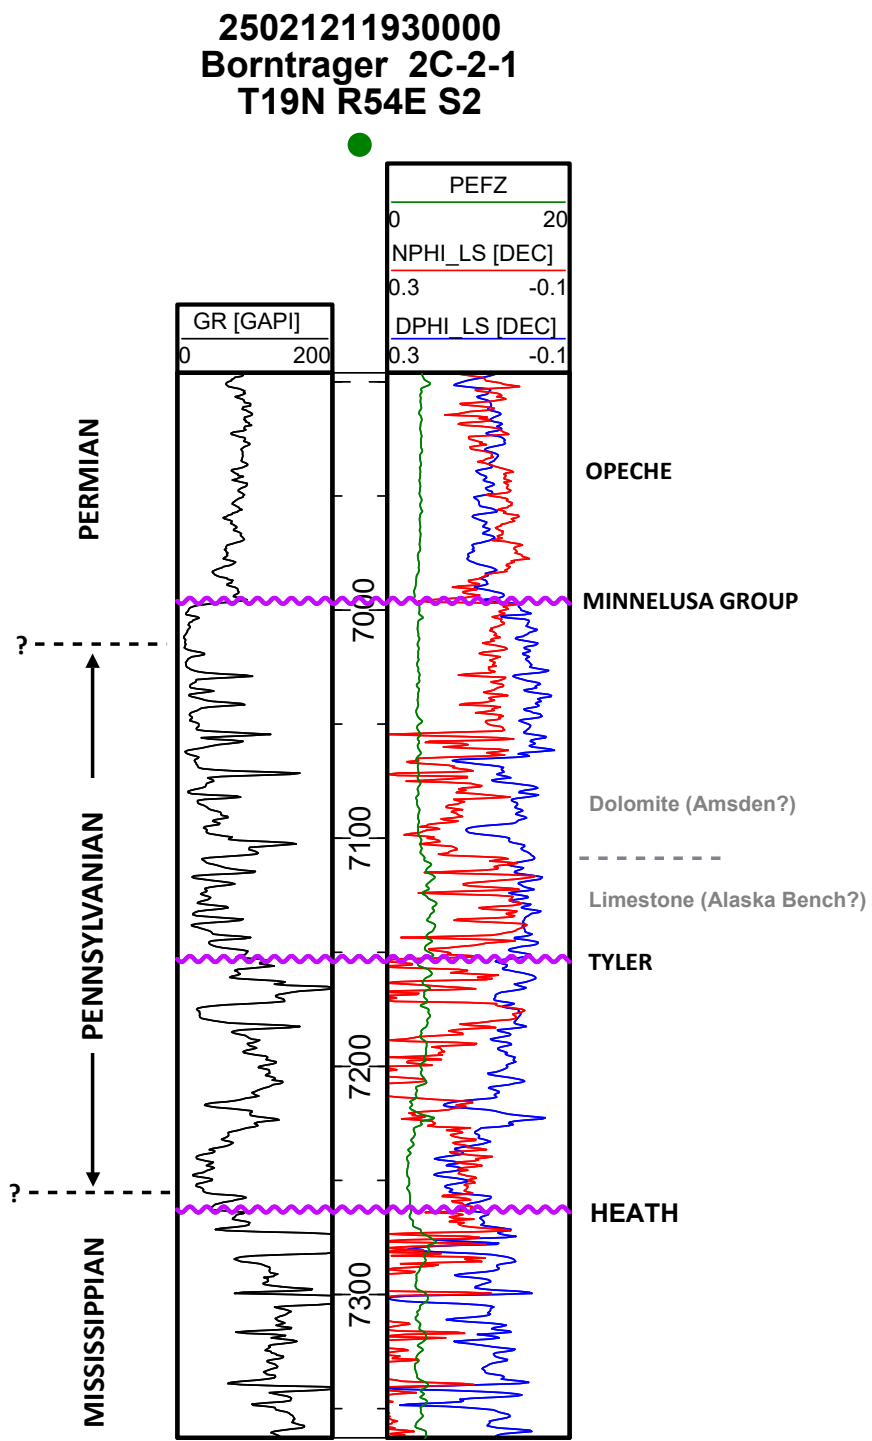 25021211930000
Borntrager 2C-2-1
T19N R54E S2
PEFZ
0 20
NPHI_LS [DEC]
0.3 -0.1
GR [GAPI]
0 200
DPHI_LS [DEC]
0.3 -0.1
PERMIAN
OPECHE
7000
MINNELUSA GROUP
?
PENNSYLVANIAN
Dolomite (Amsden?)
7100
Limestone (Alaska Bench?)
TYLER
7200
?
HEATH
MISSISSIPPIAN
7300